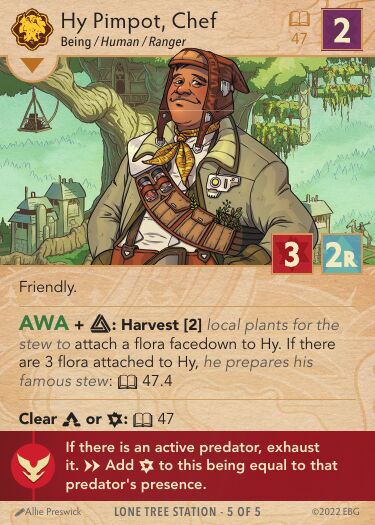 Hy Pimpot, Chef
Being / Human / Ranger
47
2
3
2R
Friendly.
AWA + : Harvest [2] local plants for the
stew to attach a flora facedown to Hy. If there
are 3 flora attached to Hy, he prepares his
famous stew: 47.4
Clear or : 47
If there is an active predator, exhaust
it. Add to this being equal to that
predator's presence.
Allie Preswick
LONE TREE STATION - 5 OF 5
©2022 EBG